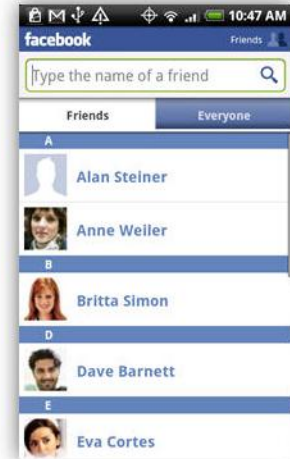 10:47 AM
facebook Friends
Type the name of a friend
Friends Everyone
A
Alan Steiner
Anne Weiler
B
Britta Simon
D
Dave Barnett
E
Eva Cortes